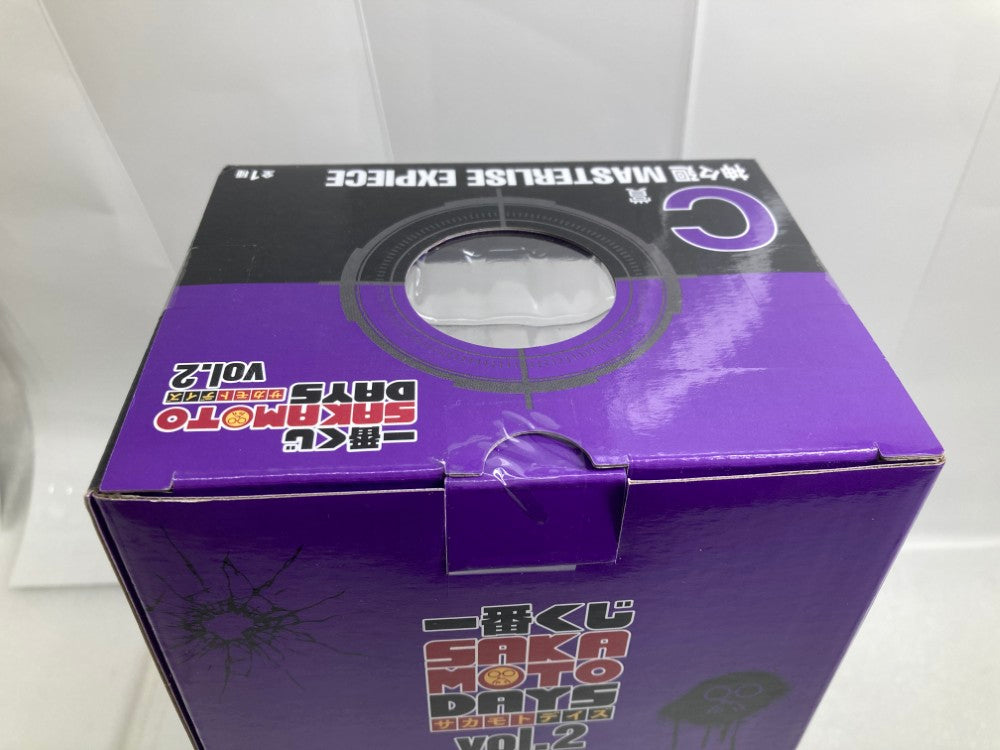 C賞
神々廻 MASTERLISE EXPIECE
全1種
一番くじ
SAKAMOTO
DAYS
サカモトデイズ
vol.2
一番くじ
SAKA
MOTO
DAYS
サカモトデイズ
vol.2